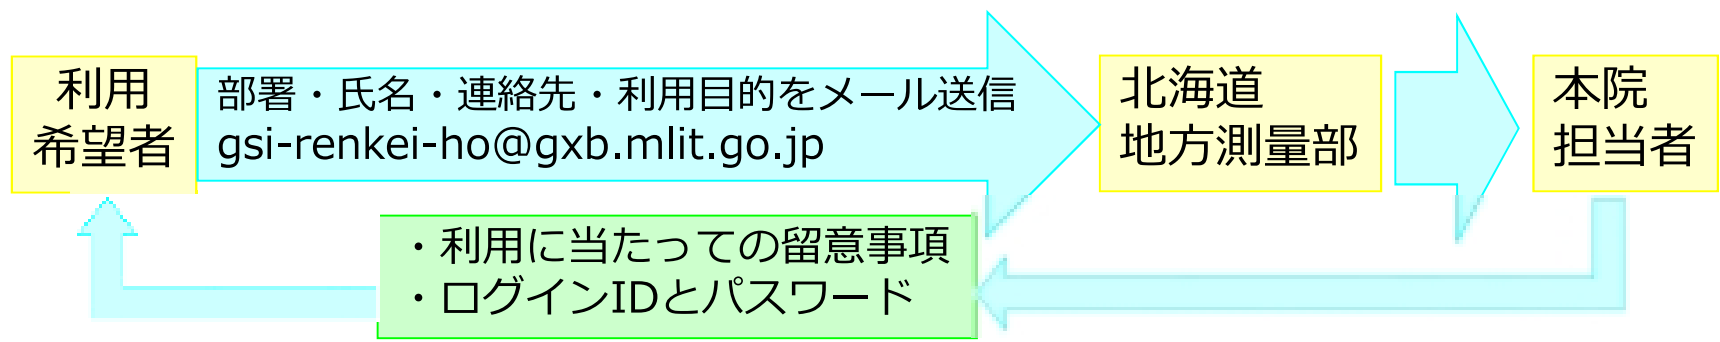 利用
希望者
部署・氏名・連絡先・利用目的をメール送信
gsi-renkei-ho@gxb.mlit.go.jp
北海道
地方測量部
本院
担当者
・利用に当たっての留意事項
・ログインIDとパスワード